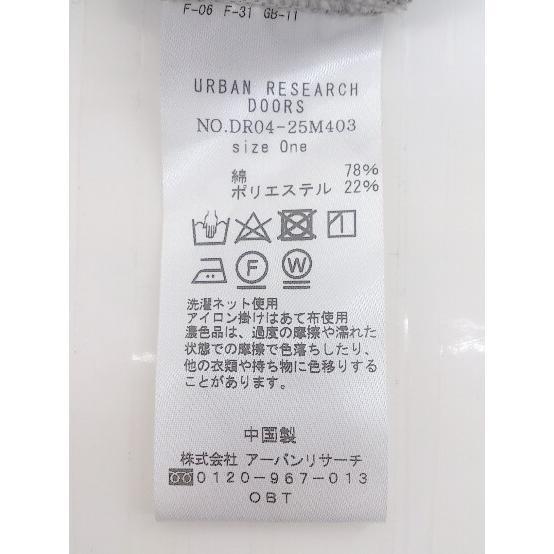 F-06 F-31 GB-11
URBAN RESEARCH
DOORS
NO.DR04-25M403
size One
綿 78%
ポリエステル 22%
F W
洗濯ネット使用
アイロン掛けはあて布使用
濃色品は、過度の摩擦や濡れた
状態での摩擦で色落ちしたり、
他の衣類や持ち物に色移りする
ことがあります。
中国製
株式会社 アーバンリサーチ
0120-967-013
OBT